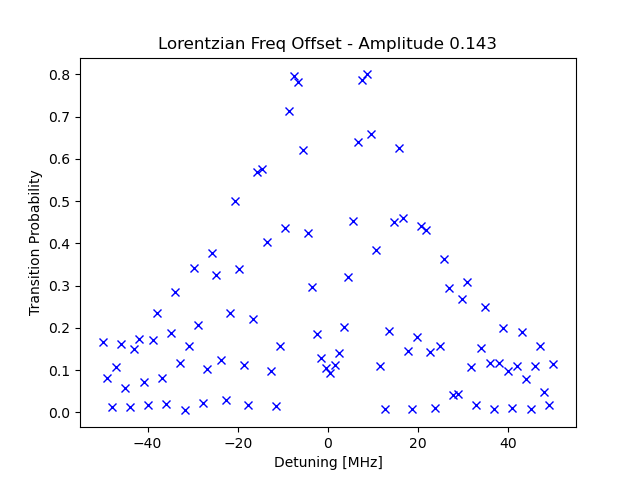 Lorentzian Freq Offset - Amplitude 0.143
0.8
0.7
0.6
0.5
0.4
0.3
0.2
0.1
0.0
Transition Probability
−40 −20 0 20 40
Detuning [MHz]